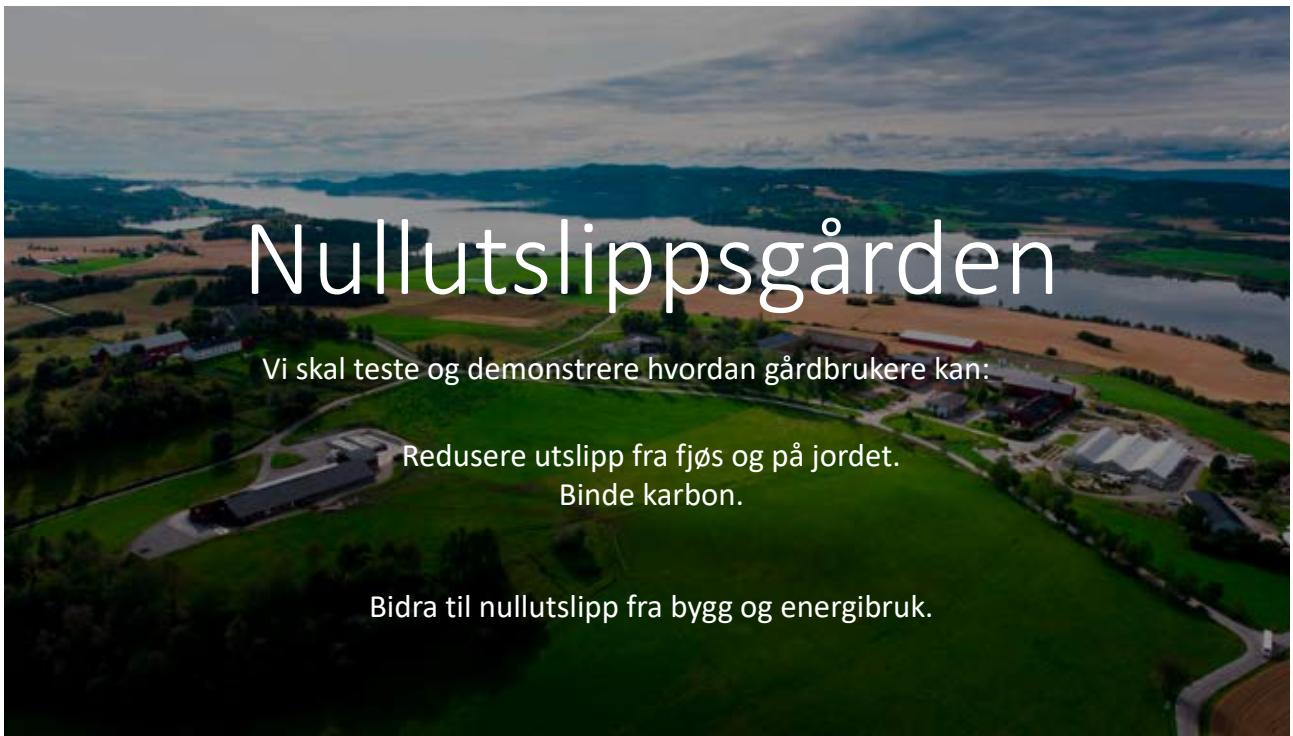 Nullutslippsgården
Vi skal teste og demonstrere hvordan gårdbrukere kan:
Redusere utslipp fra fjøs og på jordet.
Binde karbon.
Bidra til nullutslipp fra bygg og energibruk.